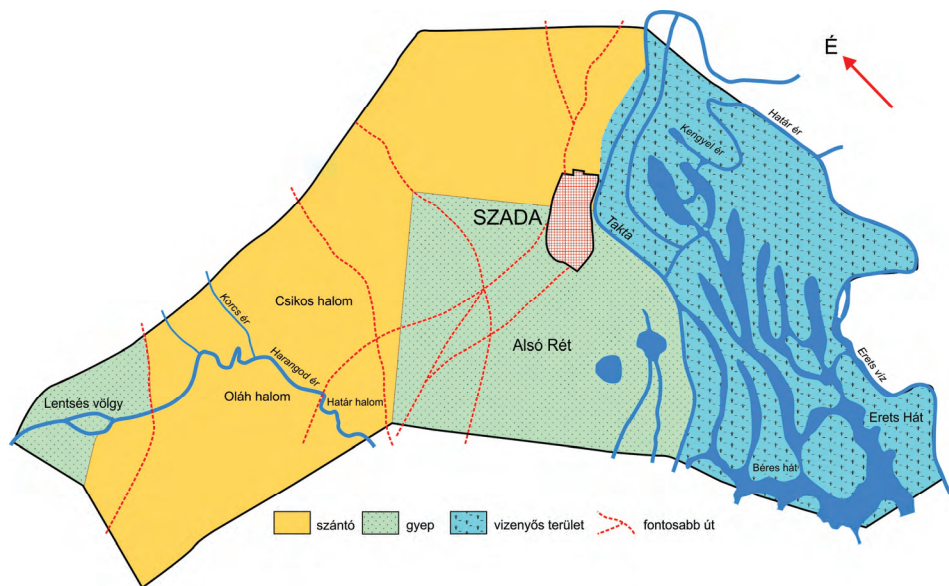 É
Határ ér
Kengyel ér
SZADA
Takta
Csikos halom
Korcs ér
Harangod ér
Alsó Rét
Erets víz
Lentsés völgy
Oláh halom
Határ halom
Erets Hát
Béres hát
szántó
gyep
vizenyős terület
fontosabb út